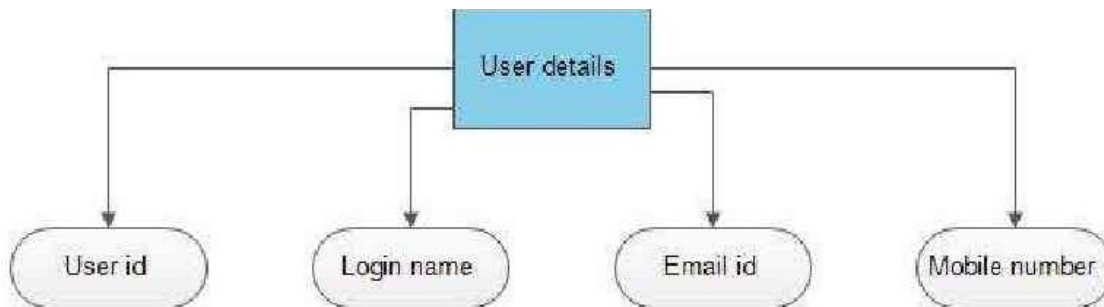 User details
User id
Login name
Email id
Mobile number